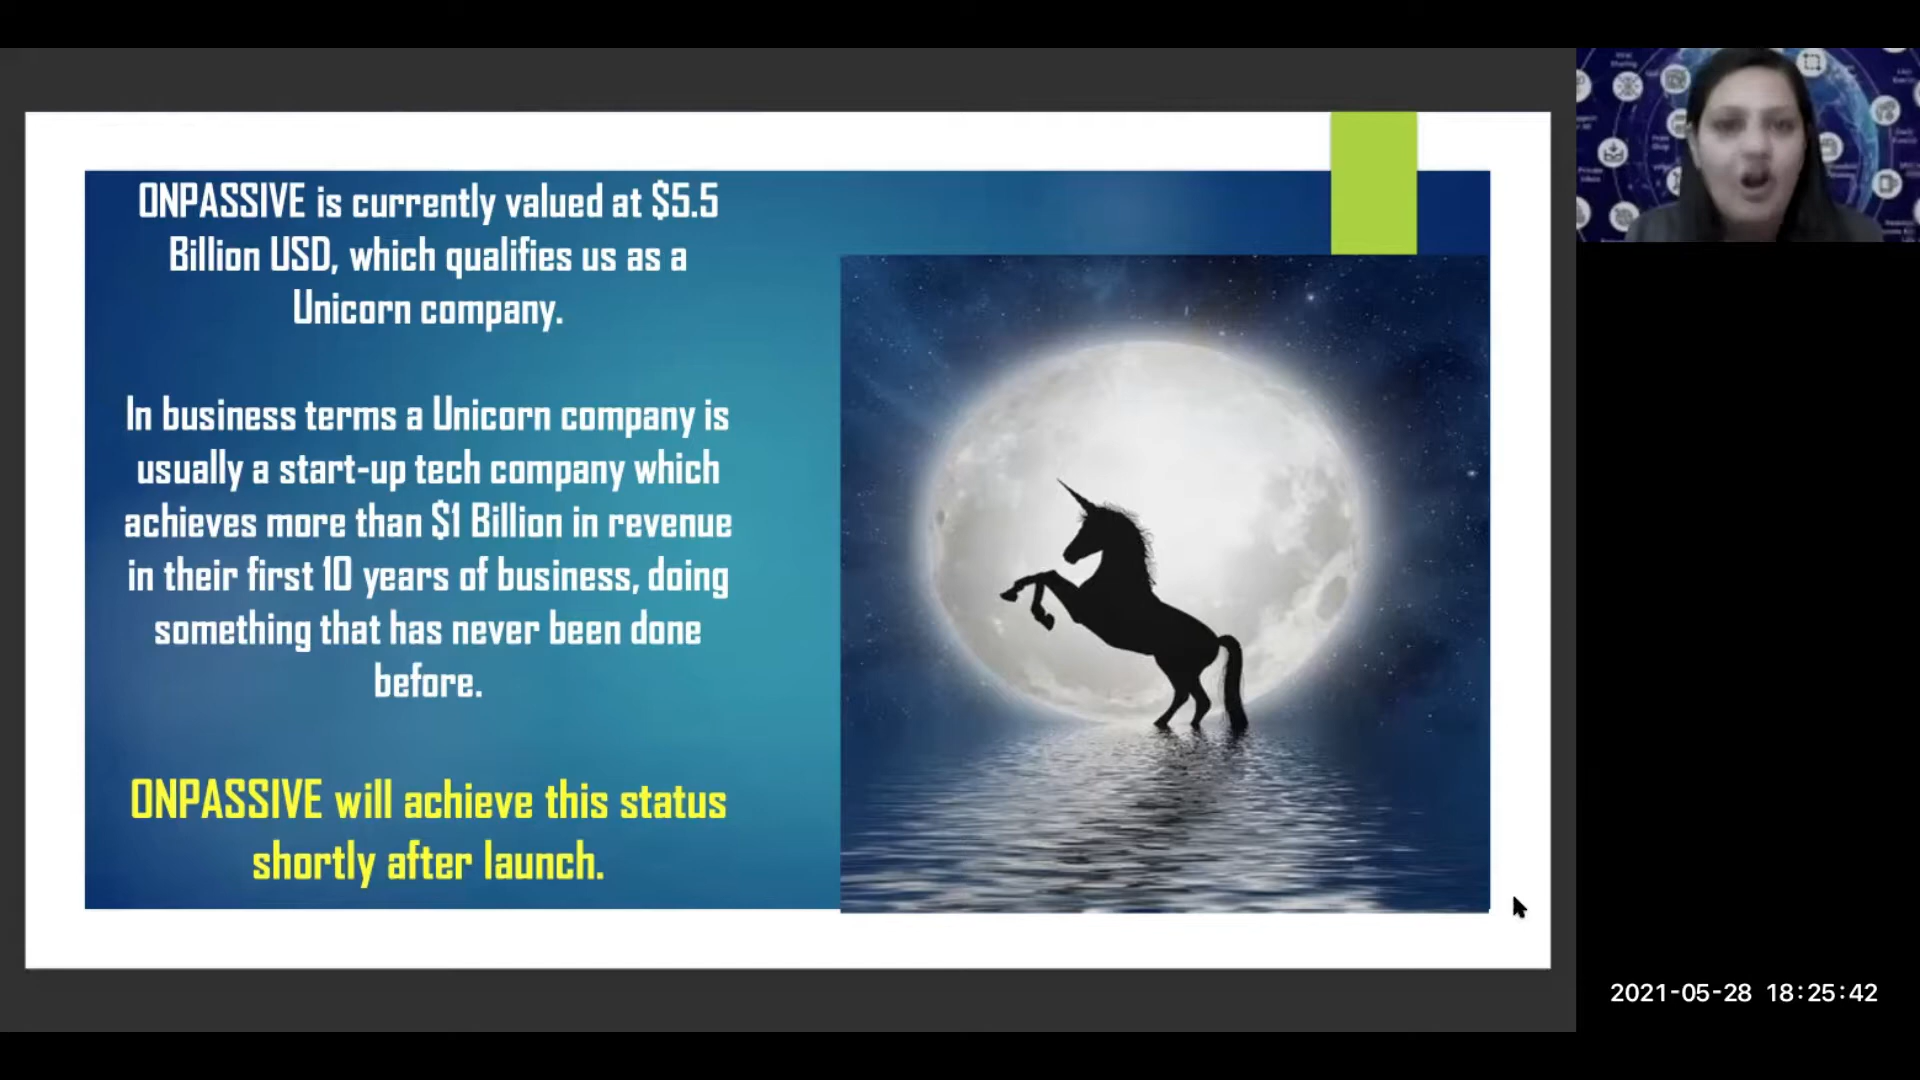 ONPASSIVE is currently valued at $5.5
Billion USD, which qualifies us as a
Unicorn company.
In business terms a Unicorn company is
usually a start-up tech company which
achieves more than $1 Billion in revenue
in their first 10 years of business, doing
something that has never been done
before.
ONPASSIVE will achieve this status
shortly after launch.
2021-05-28 18:25:42